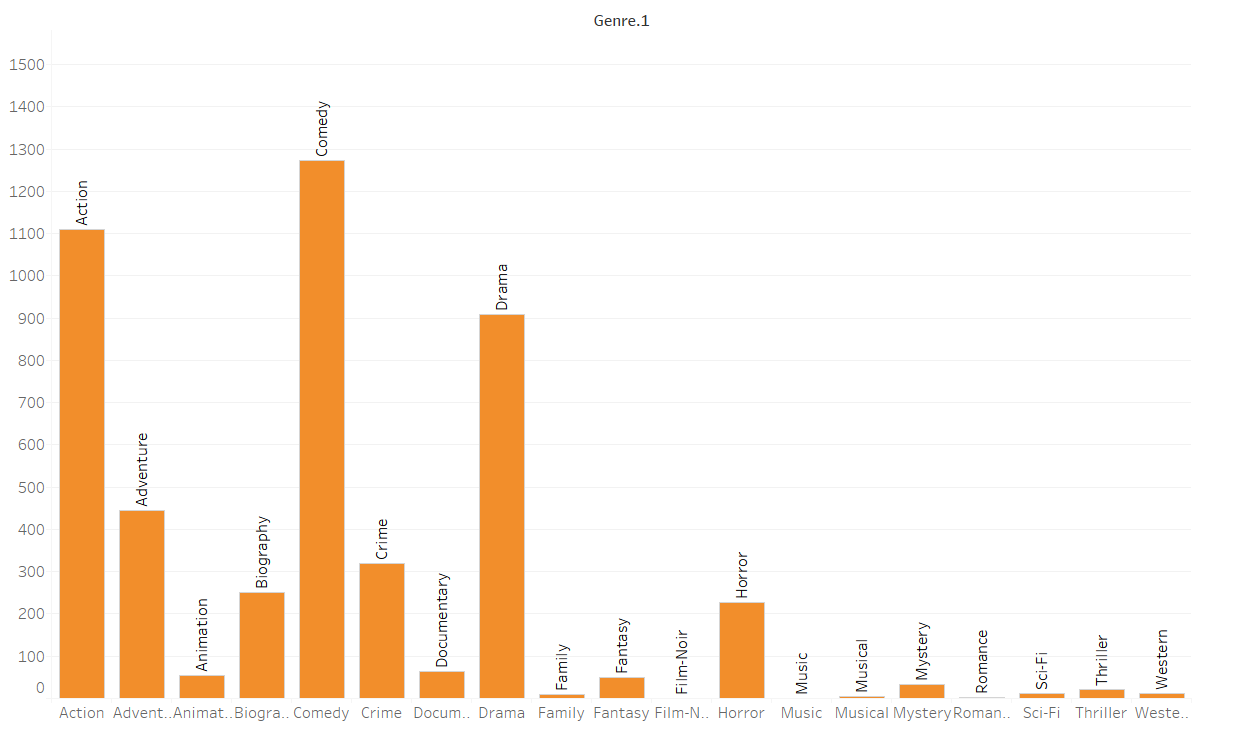 Genre.1
1500
1400
1300
1200
1100
1000
900
800
700
600
500
400
300
200
100
0
Action
Adventure
Animation
Biography
Comedy
Crime
Documentary
Drama
Family
Fantasy
Film-Noir
Horror
Music
Musical
Mystery
Romance
Sci-Fi
Thriller
Western
Action Advent.. Animat.. Biogra.. Comedy Crime Docum.. Drama Family Fantasy Film-N.. Horror Music Musical Mystery Roman.. Sci-Fi Thriller Weste..